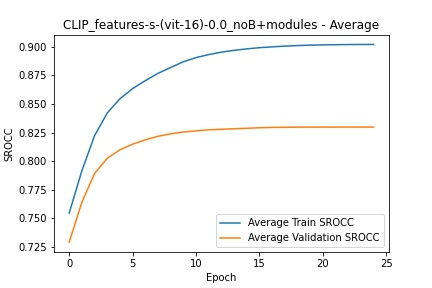 CLIP_features-s-(vit-16)-0.0_noB+modules - Average
0.900
0.875
0.850
0.825
0.800
0.775
0.750
0.725
SROCC
0 5 10 15 20 25
Epoch
Average Train SROCC
Average Validation SROCC